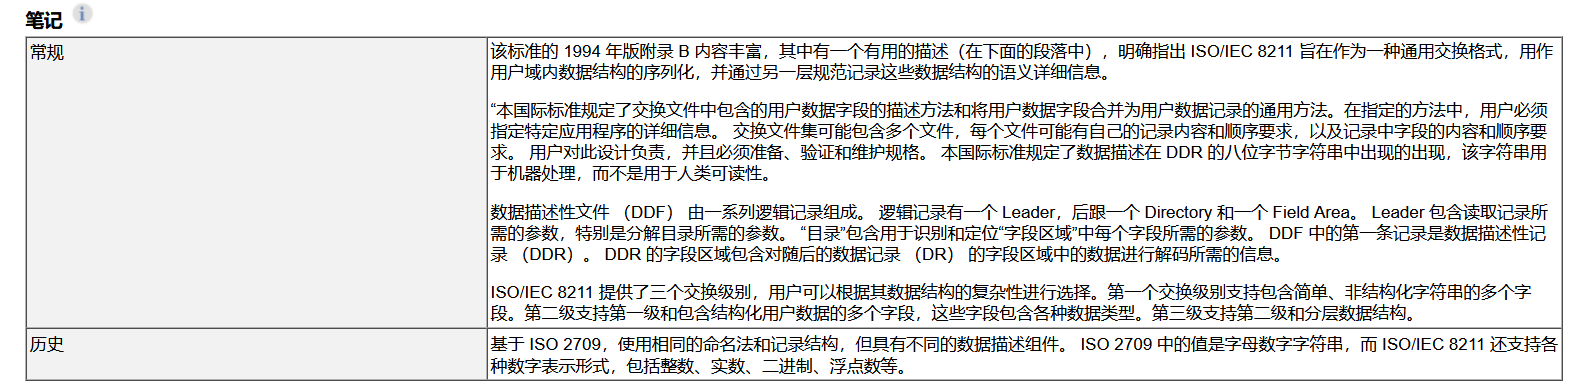 笔记
常规
该标准的 1994 年版附录 B 内容丰富，其中有一个有用的描述（在下面的段落中），明确指出 ISO/IEC 8211 旨在作为一种通用交换格式，用作
用户域内数据结构的序列化，并通过另一层规范记录这些数据结构的语义详细信息。
“本国际标准规定了交换文件中包含的用户数据字段的描述方法和将用户数据字段合并为用户数据记录的通用方法。在指定的方法中，用户必须
指定特定应用程序的详细信息。 交换文件集可能包含多个文件，每个文件可能有自己的记录内容和顺序要求，以及记录中字段的内容和顺序要
求。 用户对此设计负责，并且必须准备、验证和维护规格。 本国际标准规定了数据描述在 DDR 的八位字节字符串中出现的出现，该字符串用
于机器处理，而不是用于人类可读性。
数据描述性文件 （DDF） 由一系列逻辑记录组成。 逻辑记录有一个 Leader，后跟一个 Directory 和一个 Field Area。 Leader 包含读取记录所
需的参数，特别是分解目录所需的参数。 “目录”包含用于识别和定位“字段区域”中每个字段所需的参数。 DDF 中的第一条记录是数据描述性记
录 （DDR）。 DDR 的字段区域包含对随后的数据记录 （DR） 的字段区域中的数据进行解码所需的信息。
ISO/IEC 8211 提供了三个交换级别，用户可以根据其数据结构的复杂性进行选择。第一个交换级别支持包含简单、非结构化字符串的多个字
段。第二级支持第一级和包含结构化用户数据的多个字段，这些字段包含各种数据类型。第三级支持第二级和分层数据结构。
历史
基于 ISO 2709，使用相同的命名法和记录结构，但具有不同的数据描述组件。 ISO 2709 中的值是字母数字字符串，而 ISO/IEC 8211 还支持各
种数字表示形式，包括整数、实数、二进制、浮点数等。